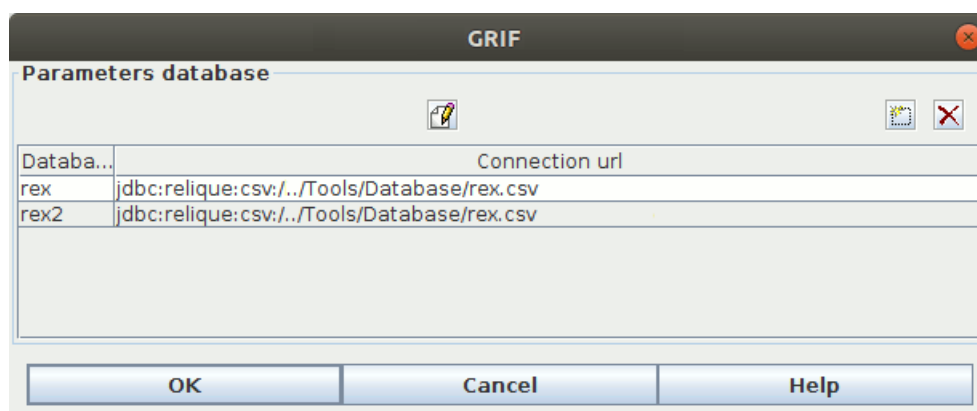 GRIF
Parameters database
Databa... Connection url
rex jdbc:relique:csv:/../Tools/Database/rex.csv
rex2 jdbc:relique:csv:/../Tools/Database/rex.csv
OK Cancel Help